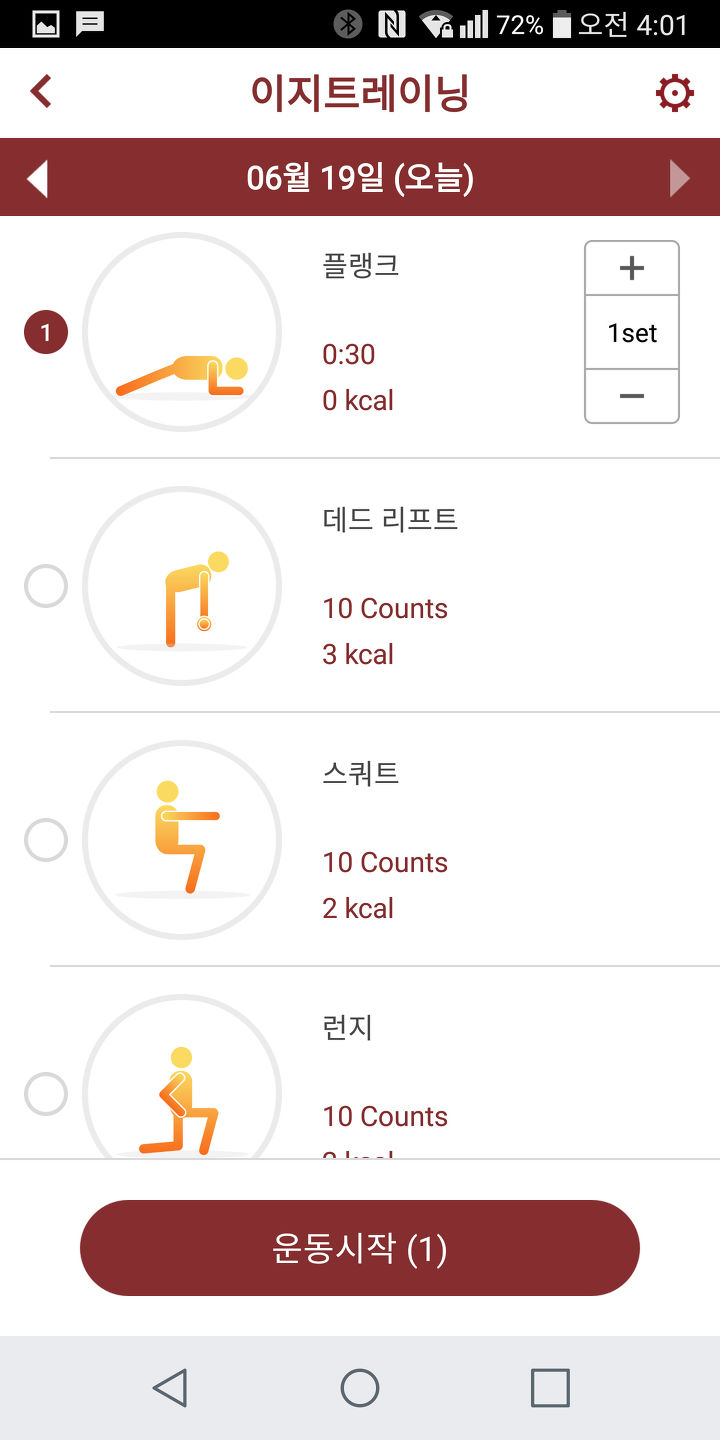 72% 오전 4:01
이지트레이닝
06월 19일 (오늘)
플랭크
+
1
1set
0:30
0 kcal
−
데드 리프트
10 Counts
3 kcal
스쿼트
10 Counts
2 kcal
런지
10 Counts
운동시작 (1)